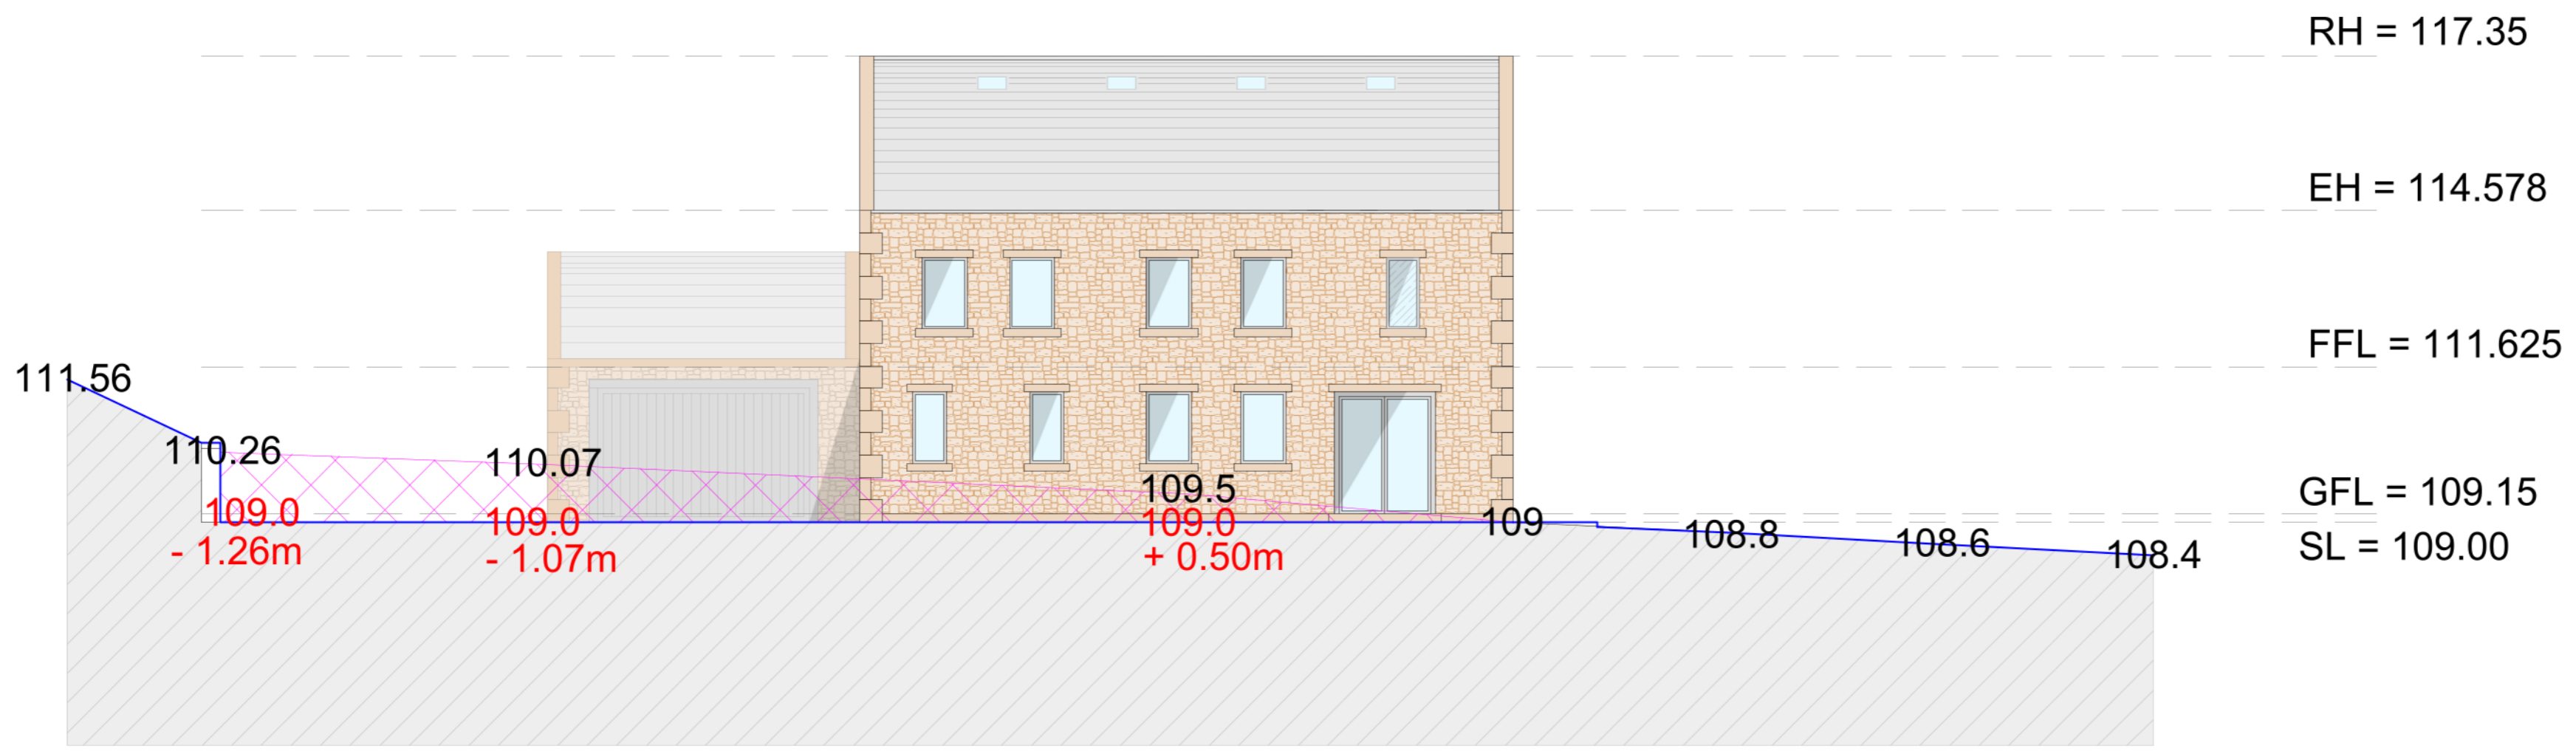 RH = 117.35
EH = 114.578
FFL = 111.625
111.56
110.26
110.07
109.5
GFL = 109.15
109.0
109.0
109.0
109
108.8
108.6
108.4
SL = 109.00
- 1.26m
- 1.07m
+ 0.50m